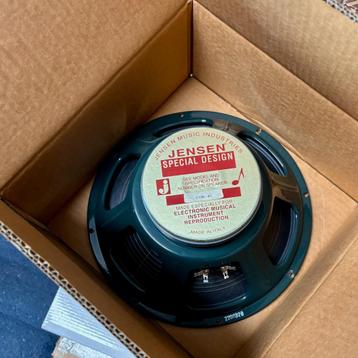 JENSEN MUSIC INDUSTRIES
JENSEN
SPECIAL DESIGN
SEE MODEL AND
SPECIFICATION
NUMBER ON SPEAKER
MADE ESPECIALLY FOR
ELECTRONIC MUSICAL
INSTRUMENT
REPRODUCTION
MADE IN ITALY